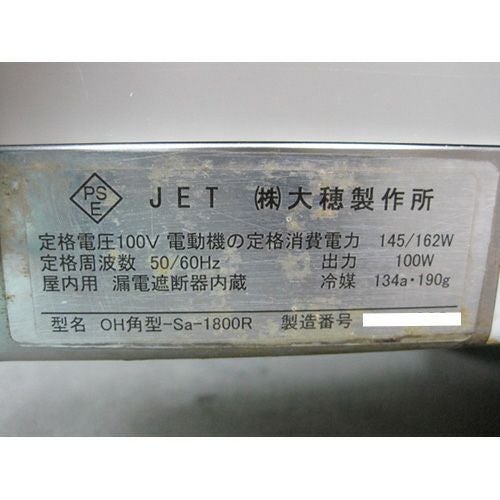 PS E JET ㈱大穂製作所
定格電圧100V 電動機の定格消費電力 145/162W
定格周波数 50/60Hz 出力 100W
屋内用 漏電遮断器内蔵 冷媒 134a・190g
型名 OH角型-Sa-1800R 製造番号